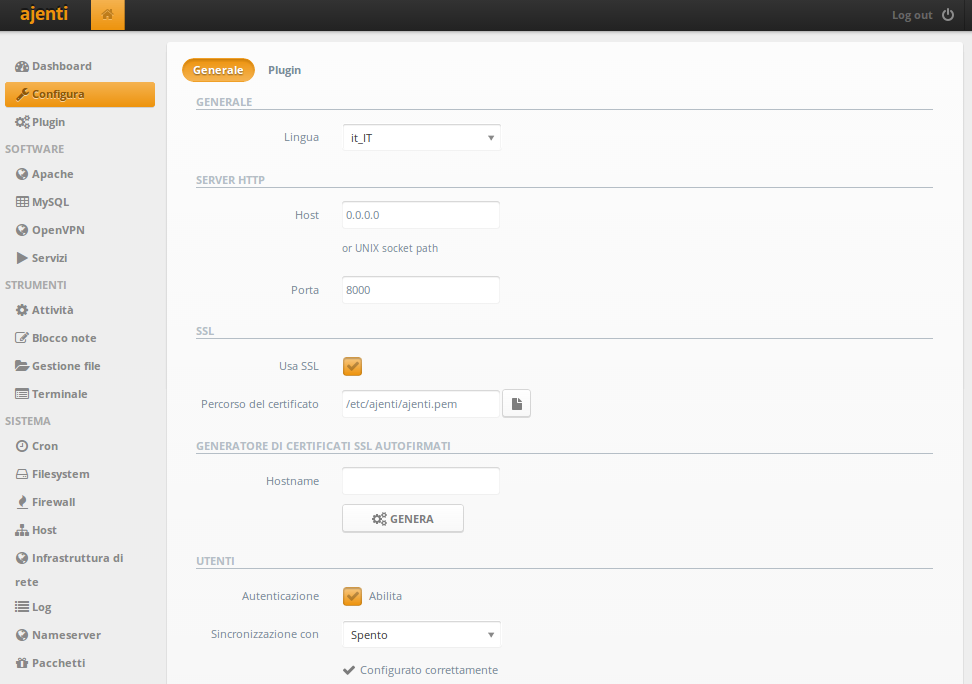 ajenti
Log out
Dashboard
Configura
Plugin
SOFTWARE
Apache
MySQL
OpenVPN
Servizi
STRUMENTI
Attività
Blocco note
Gestione file
Terminale
SISTEMA
Cron
Filesystem
Firewall
Host
Infrastruttura di
rete
Log
Nameserver
Pacchetti
Generale Plugin
GENERALE
Lingua it_IT
SERVER HTTP
Host 0.0.0.0
or UNIX socket path
Porta 8000
SSL
Usa SSL
Percorso del certificato /etc/ajenti/ajenti.pem
GENERATORE DI CERTIFICATI SSL AUTOFIRMATI
Hostname
GENERA
UTENTI
Autenticazione Abilita
Sincronizzazione con Spento
Configurato correttamente